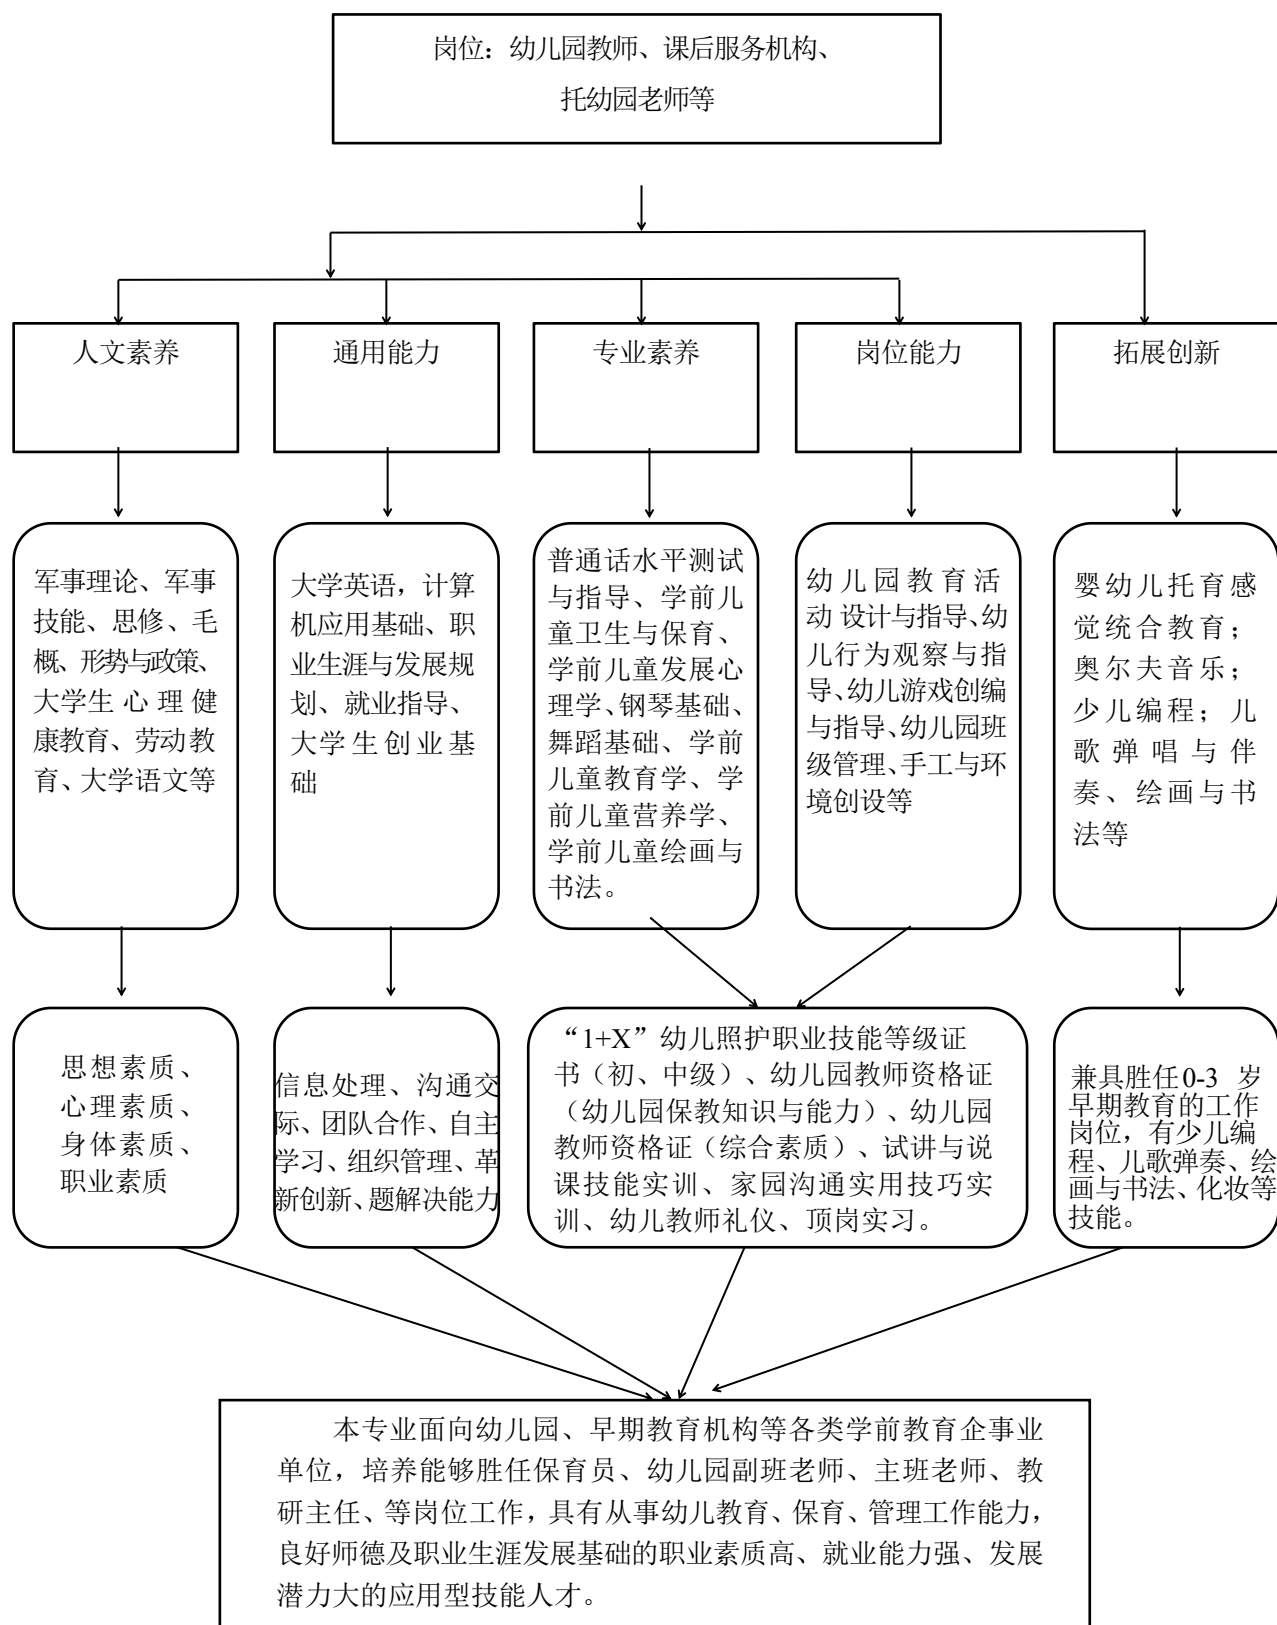 岗位：幼儿园教师、课后服务机构、
托幼园老师等
人文素养
通用能力
专业素养
岗位能力
拓展创新
军事理论、军事
技能、思修、毛
概、形势与政策、
大学生心理健
康教育、劳动教
育、大学语文等
大学英语，计算
机应用基础、职
业生涯与发展规
划、就业指导、
大学生创业基
础
普通话水平测试
与指导、学前儿
童卫生与保育、
学前儿童发展心
理学、钢琴基础、
舞蹈基础、学前
儿童教育学、学
前儿童营养学、
学前儿童绘画与
书法。
幼儿园教育活
动 设计与指导、幼
儿行为观察与指
导、幼儿游戏创编
与指导、幼儿园班
级管理、手工与环
境创设等
婴幼儿托育感
觉统合教育；
奥尔夫音乐；
少儿编程；儿
歌弹唱与伴
奏、绘画与书
法等
思想素质、
心理素质、
身体素质、
职业素质
信息处理、沟通交
际、团队合作、自主
学习、组织管理、革
新创新、题解决能力
“1+X”幼儿照护职业技能等级证
书（初、中级）、幼儿园教师资格证
（幼儿园保教知识与能力）、幼儿园
教师资格证（综合素质）、试讲与说
课技能实训、家园沟通实用技巧实
训、幼儿教师礼仪、顶岗实习。
兼具胜任0-3 岁
早期教育的工作
岗位，有少儿编
程、儿歌弹奏、绘
画与书法、化妆等
技能。
本专业面向幼儿园、早期教育机构等各类学前教育企事业
单位，培养能够胜任保育员、幼儿园副班老师、主班老师、教
研主任、等岗位工作，具有从事幼儿教育、保育、管理工作能力，
良好师德及职业生涯发展基础的职业素质高、就业能力强、发展
潜力大的应用型技能人才。